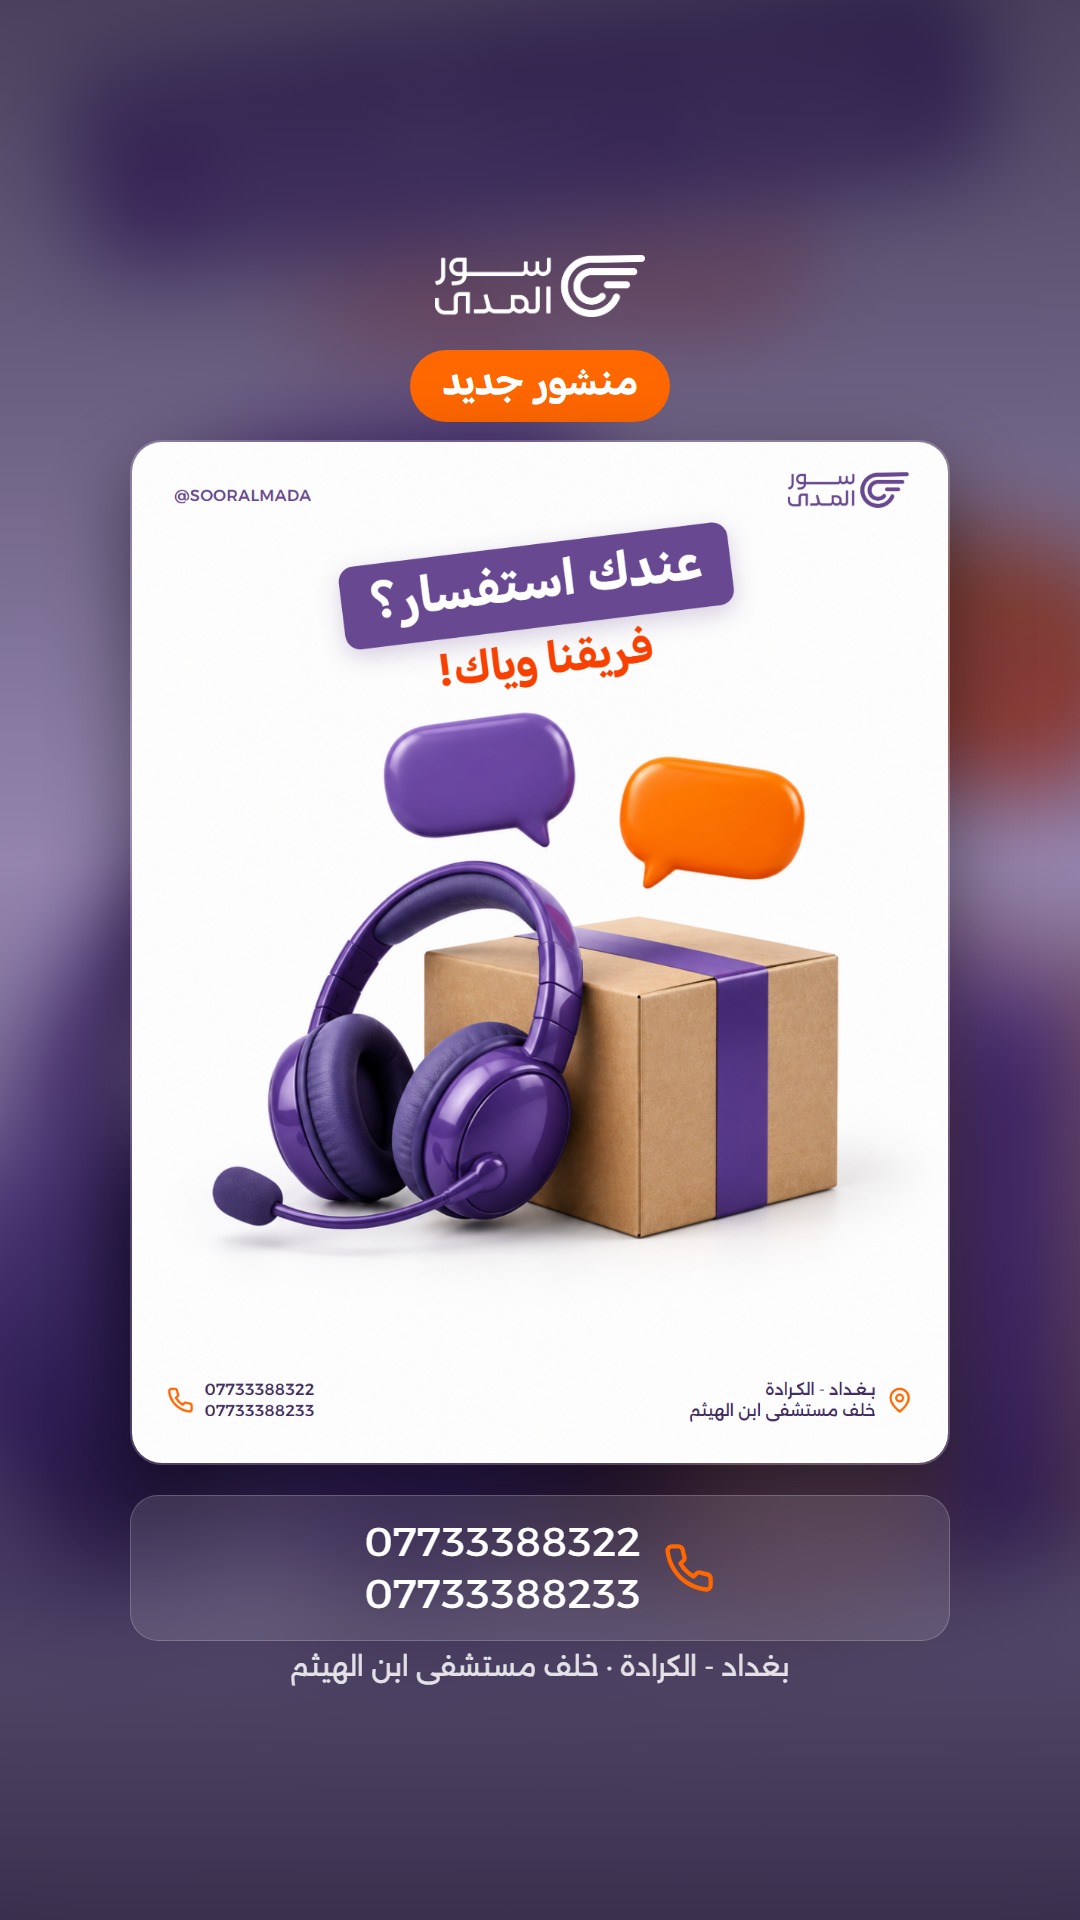 سور
المدى
منشور جديد
@SOORALMADA
سور
المدى
عندك استفسار؟
فريقنا وياك!
07733388322
07733388233
بغداد - الكرادة
خلف مستشفى ابن الهيثم
07733388322
07733388233
بغداد - الكرادة · خلف مستشفى ابن الهيثم